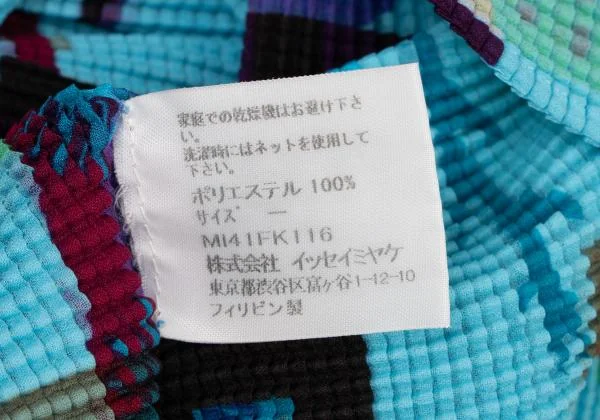 家庭での乾燥機はお避け下さ
い。
洗濯時にはネットを使用して
下さい。
ポリエステル 100%
サイズ ー
MI41FK116
株式会社 イッセイミヤケ
東京都渋谷区富ヶ谷1-12-10
フィリピン製